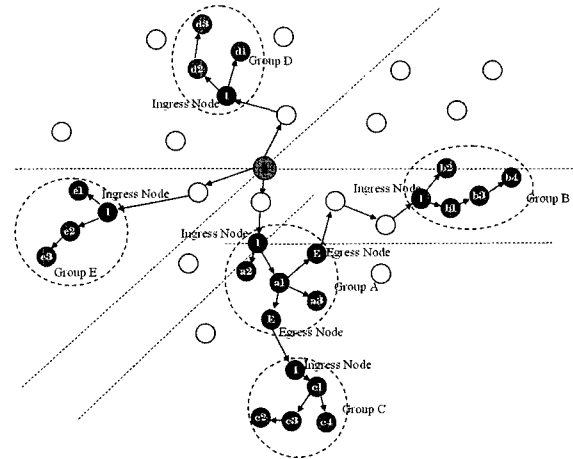 d3
d1
Group D
d2
I
Ingress Node
b2
b4
Ingress Node
b3
I
b1
Group B
e1
Ingress Node
I
e2
e3
Group E
Ingress Node
I
E
Egress Node
a2
a1
Group A
a3
E
Egress Node
I
Ingress Node
c1
Group C
c2
c3
c4